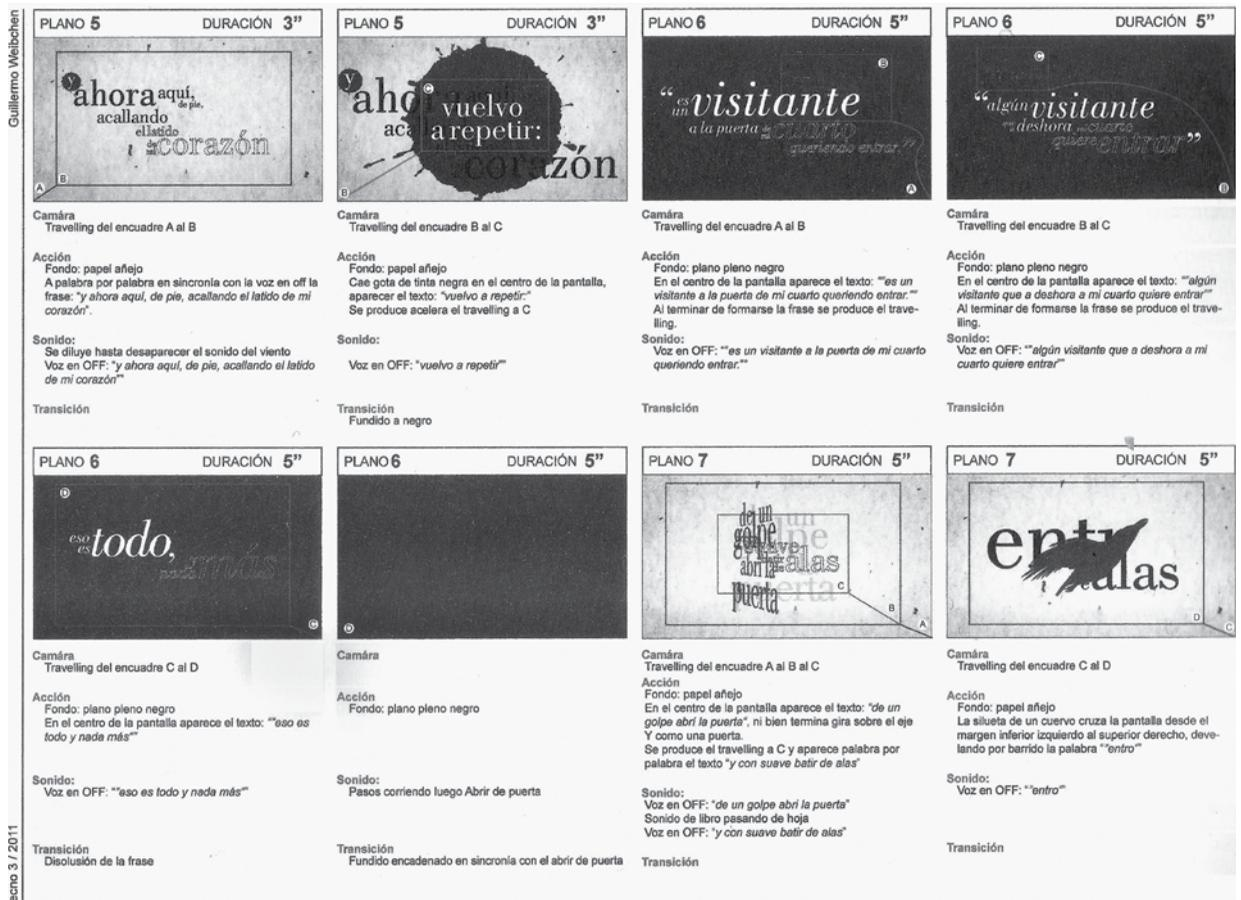 Guillermo Weibchen
ecno 3 / 2011
PLANO 5 DURACIÓN 3”
y
ahora aquí,
de pie,
acallando
el latido
de
mi
corazón
A
B
Camára
Travelling del encuadre A al B
Acción
Fondo: papel añejo
A palabra por palabra en sincronía con la voz en off la
frase: “y ahora aquí, de pie, acallando el latido de mi
corazón”.
Sonido:
Se diluye hasta desaparecer el sonido del viento
Voz en OFF: “y ahora aquí, de pie, acallando el latido
de mi corazón”"
Transición
PLANO 5 DURACIÓN 3”
y
C
vuelvo
a repetir:
corazón
B
Camára
Travelling del encuadre B al C
Acción
Fondo: papel añejo
Cae gota de tinta negra en el centro de la pantalla,
aparecer el texto: “vuelvo a repetir:”
Se produce acelera el travelling a C
Sonido:
Voz en OFF: “vuelvo a repetir”"
Transición
Fundido a negro
PLANO 6 DURACIÓN 5”
B
“es
un visitante
a la puerta de
mi cuarto
queriendo entrar.”
A
Camára
Travelling del encuadre A al B
Acción
Fondo: plano pleno negro
En el centro de la pantalla aparece el texto: "“es un
visitante a la puerta de mi cuarto queriendo entrar.”"
Al terminar de formarse la frase se produce el trave-
lling.
Sonido:
Voz en OFF: "“es un visitante a la puerta de mi cuarto
queriendo entrar.”"
Transición
PLANO 6 DURACIÓN 5”
C
“algún visitante
deshora cuarto
quiere entrar”
B
Camára
Travelling del encuadre B al C
Acción
Fondo: plano pleno negro
En el centro de la pantalla aparece el texto: "“algún
visitante que a deshora a mi cuarto quiere entrar”"
Al terminar de formarse la frase se produce el trave-
lling.
Sonido:
Voz en OFF: "“algún visitante que a deshora a mi
cuarto quiere entrar”"
Transición
PLANO 6 DURACIÓN 5”
D
eso
es todo,
nada más
C
Camára
Travelling del encuadre C al D
Acción
Fondo: plano pleno negro
En el centro de la pantalla aparece el texto: "“eso es
todo y nada más”"
Sonido:
Voz en OFF: "“eso es todo y nada más”"
Transición
Disolución de la frase
PLANO 6 DURACIÓN 5”
D
Camára
Acción
Fondo: plano pleno negro
Sonido:
Pasos corriendo luego Abrir de puerta
Transición
Fundido encadenado en sincronía con el abrir de puerta
PLANO 7 DURACIÓN 5”
de un
golpe
abrí la
puerta
alas
C
B
A
Camára
Travelling del encuadre A al B al C
Acción
Fondo: papel añejo
En el centro de la pantalla aparece el texto: “de un
golpe abrí la puerta”, ni bien termina gira sobre el eje
Y como una puerta.
Se produce el travelling a C y aparece palabra por
palabra el texto “y con suave batir de alas”
Sonido:
Voz en OFF: “de un golpe abrí la puerta”
Sonido de libro pasando de hoja
Voz en OFF: “y con suave batir de alas”
Transición
PLANO 7 DURACIÓN 5”
entr
alas
D
C
Camára
Travelling del encuadre C al D
Acción
Fondo: papel añejo
La silueta de un cuervo cruza la pantalla desde el
margen inferior izquierdo al superior derecho, deve-
lando por barrido la palabra "“entro”"
Sonido:
Voz en OFF: "“entro”"
Transición